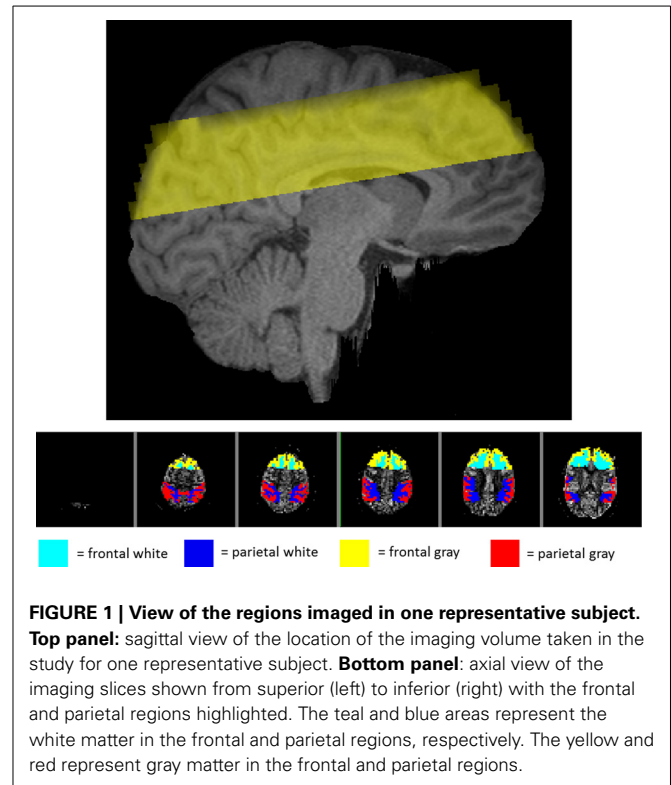 = frontal white = parietal white = frontal gray = parietal gray
FIGURE 1 | View of the regions imaged in one representative subject.
Top panel: sagittal view of the location of the imaging volume taken in the
study for one representative subject. Bottom panel: axial view of the
imaging slices shown from superior (left) to inferior (right) with the frontal
and parietal regions highlighted. The teal and blue areas represent the
white matter in the frontal and parietal regions, respectively. The yellow and
red represent gray matter in the frontal and parietal regions.